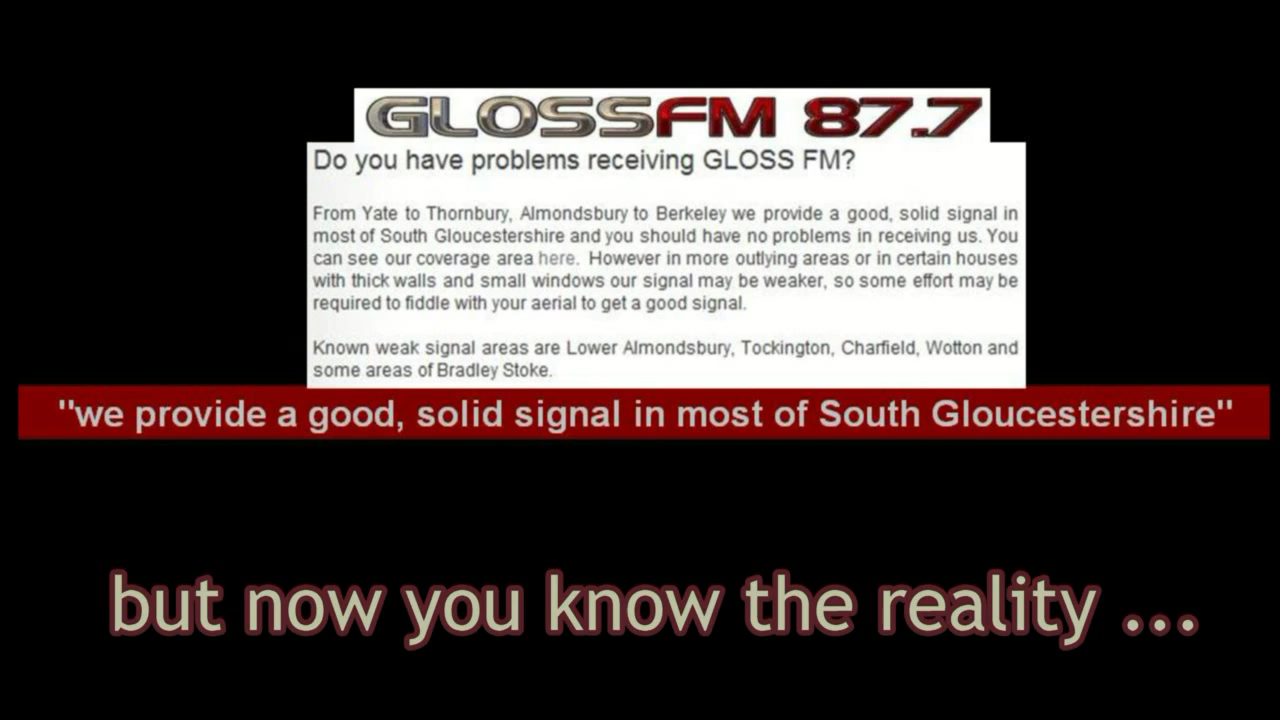 GLOSSFM 87.7
Do you have problems receiving GLOSS FM?
From Yate to Thornbury, Almondsbury to Berkeley we provide a good, solid signal in
most of South Gloucestershire and you should have no problems in receiving us. You
can see our coverage area here. However in more outlying areas or in certain houses
with thick walls and small windows our signal may be weaker, so some effort may be
required to fiddle with your aerial to get a good signal.
Known weak signal areas are Lower Almondsbury, Tockington, Charfield, Wotton and
some areas of Bradley Stoke.
"we provide a good, solid signal in most of South Gloucestershire"
but now you know the reality ...